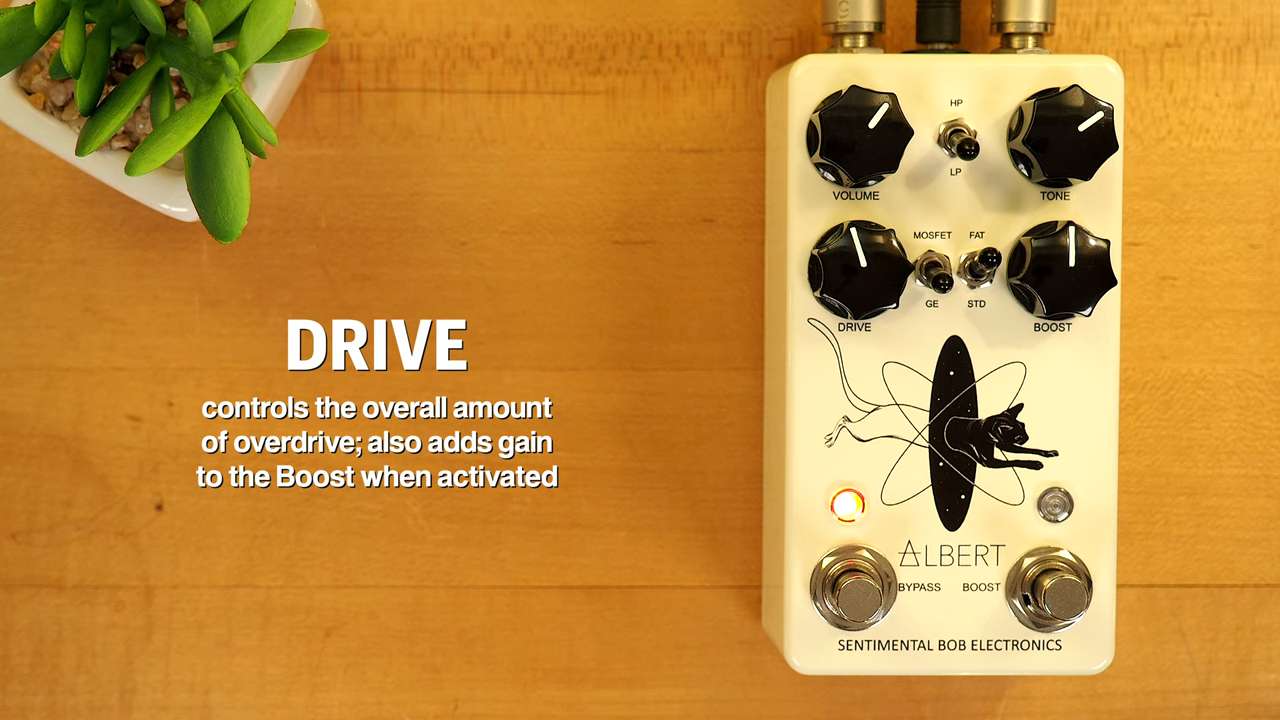 DRIVE
controls the overall amount
of overdrive; also adds gain
to the Boost when activated
HP
LP
VOLUME
TONE
MOSFET
FAT
GE
STD
DRIVE
BOOST
ALBERT
BYPASS
BOOST
SENTIMENTAL BOB ELECTRONICS